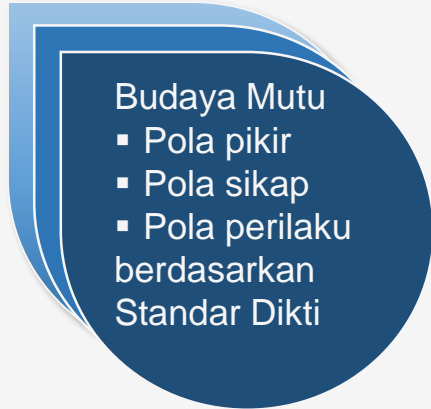 Budaya Mutu
▪ Pola pikir
▪ Pola sikap
▪ Pola perilaku
berdasarkan
Standar Dikti